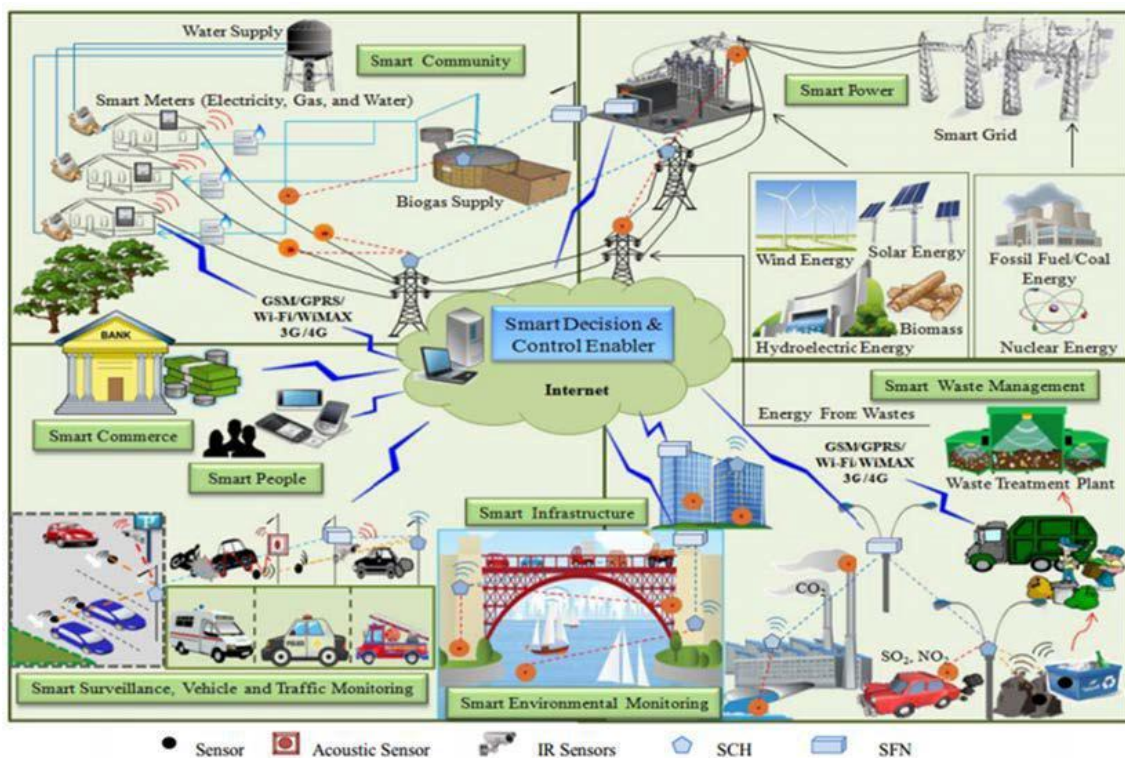 Water Supply
Smart Community
Smart Meters (Electricity, Gas, and Water)
Biogas Supply
Smart Power
Smart Grid
Wind Energy
Solar Energy
Hydroelectric Energy
Biomass
Fossil Fuel/Coal
Energy
Nuclear Energy
GSM/GPRS/
Wi-Fi/WiMAX
3G/4G
Smart Decision &
Control Enabler
Internet
BANK
Smart Commerce
Smart People
Energy From Wastes
Smart Waste Management
GSM/GPRS/
Wi-Fi/WiMAX
3G/4G
Waste Treatment Plant
Smart Infrastructure
P
CO2
SO2, NO2
Smart Surveillance, Vehicle and Traffic Monitoring
Smart Environmental Monitoring
Sensor
Acoustic Sensor
IR Sensors
SCH
SFN